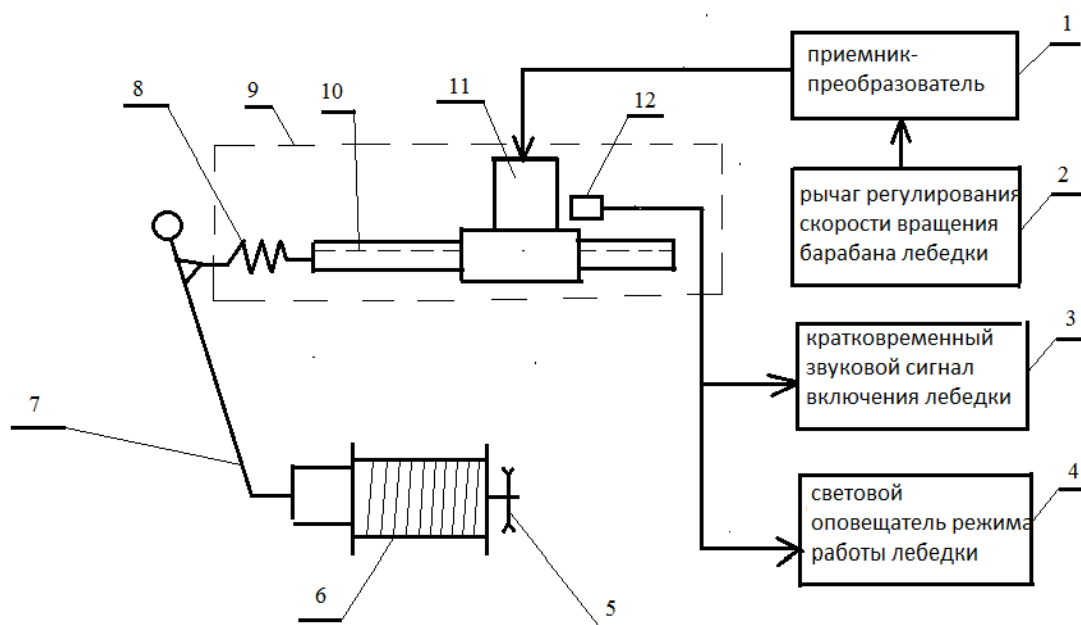 1
приемник-
преобразователь
8
9
10
11
12
2
рычаг регулирования
скорости вращения
барабана лебедки
3
кратковременный
звуковой сигнал
включения лебедки
7
4
световой
оповещатель режима
работы лебедки
6
5